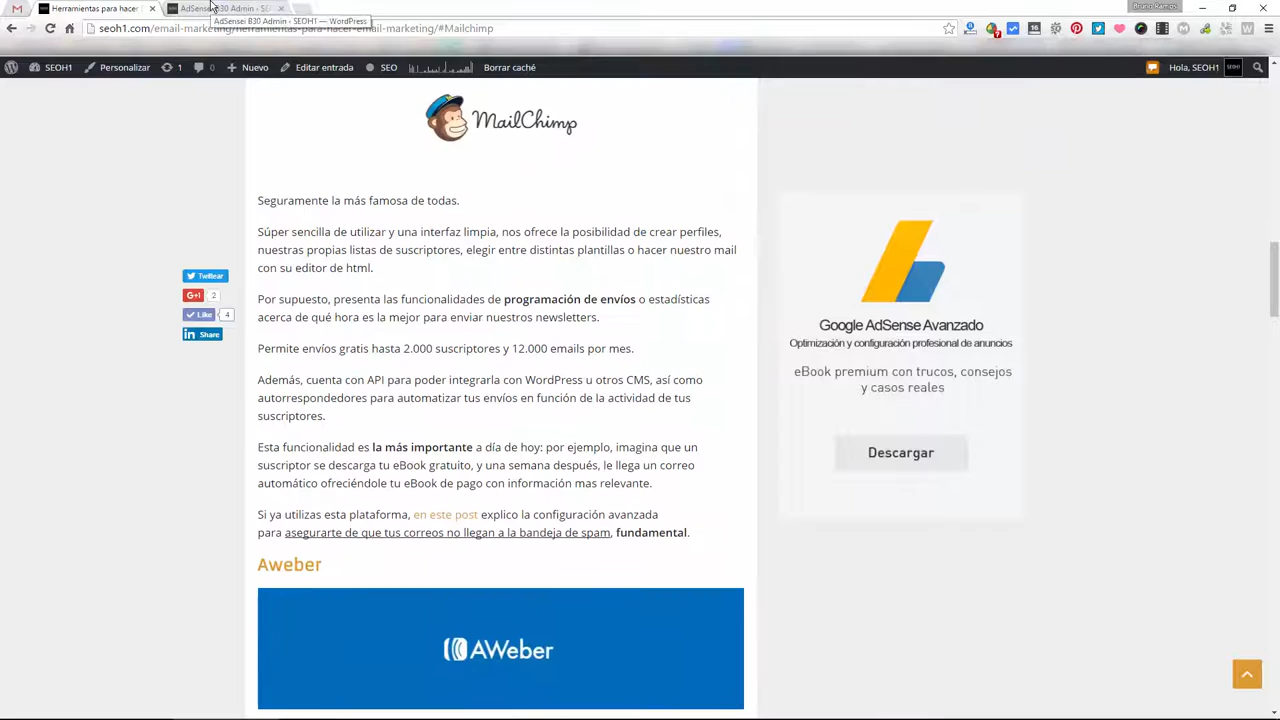 Herramientas para hacer
AdSensei B30 Admin ‹ SE
Bruno Ramos
AdSensei B30 Admin ‹ SEOH1 — WordPress
seoh1.com/email-marketing/herramientas-para-hacer-email-marketing/#Mailchimp
SEOH1 Personalizar 1 0 Nuevo Editar entrada SEO Borrar caché Hola, SEOH1
MailChimp
Seguramente la más famosa de todas.
Súper sencilla de utilizar y una interfaz limpia, nos ofrece la posibilidad de crear perfiles,
nuestras propias listas de suscriptores, elegir entre distintas plantillas o hacer nuestro mail
con su editor de html.
Por supuesto, presenta las funcionalidades de programación de envíos o estadísticas
acerca de qué hora es la mejor para enviar nuestros newsletters.
Permite envíos gratis hasta 2.000 suscriptores y 12.000 emails por mes.
Además, cuenta con API para poder integrarla con WordPress u otros CMS, así como
autorrespondedores para automatizar tus envíos en función de la actividad de tus
suscriptores.
Esta funcionalidad es la más importante a día de hoy: por ejemplo, imagina que un
suscriptor se descarga tu eBook gratuito, y una semana después, le llega un correo
automático ofreciéndole tu eBook de pago con información mas relevante.
Si ya utilizas esta plataforma, en este post explico la configuración avanzada
para asegurarte de que tus correos no llegan a la bandeja de spam, fundamental.
Aweber
AWeber
Twittear
G+1 2
Like 4
in Share
Google AdSense Avanzado
Optimización y configuración profesional de anuncios
eBook premium con trucos, consejos
y casos reales
Descargar